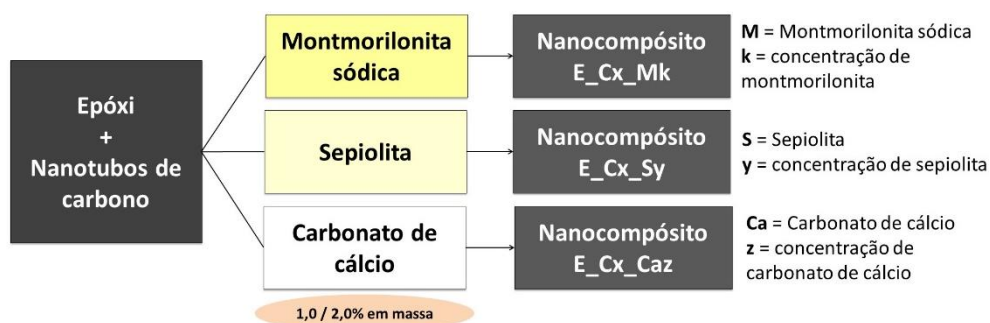 Epóxi
+
Nanotubos de
carbono
Montmorilonita
sódica
Nanocompósito
E_Cx_Mk
M = Montmorilonita sódica
k = concentração de
montmorilonita
Sepiolita
Nanocompósito
E_Cx_Sy
S = Sepiolita
y = concentração de sepiolita
Carbonato de
cálcio
Nanocompósito
E_Cx_Caz
Ca = Carbonato de cálcio
z = concentração de
carbonato de cálcio
1,0 / 2,0% em massa